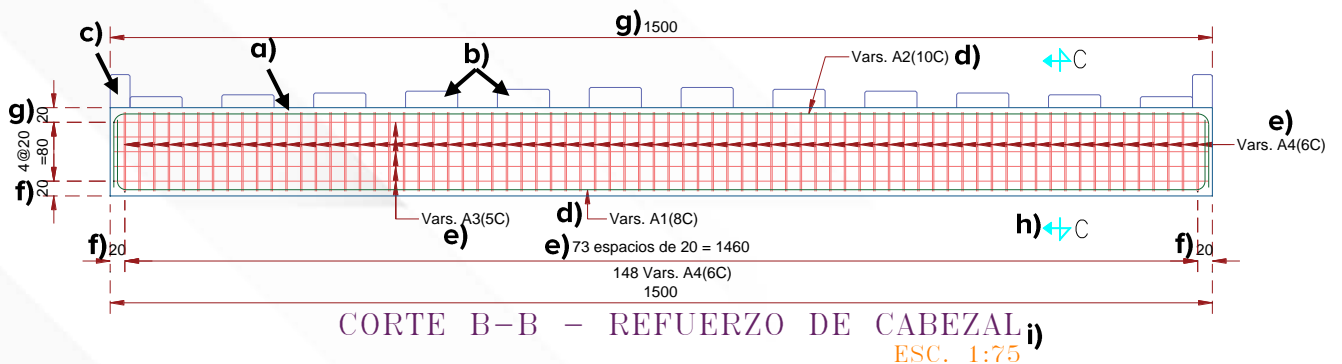 g) 1500
c)
a)
b)
Vars. A2(10C) d)
C
g) 20
e)
Vars. A4(6C)
4@20
=80
f) 20
Vars. A3(5C)
e)
d) Vars. A1(8C)
h) C
f) 20
e) 73 espacios de 20 = 1460
f) 20
148 Vars. A4(6C)
1500
CORTE B-B - REFUERZO DE CABEZAL i)
ESC. 1:75